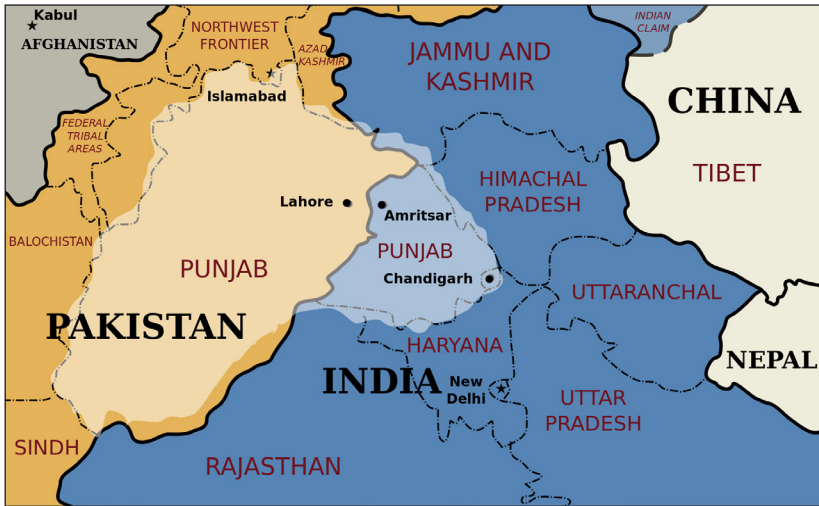 Kabul
AFGHANISTAN
NORTHWEST
FRONTIER
AZAD
KASHMIR
INDIAN
CLAIM
JAMMU AND
KASHMIR
CHINA
TIBET
Islamabad
FEDERAL
TRIBAL
AREAS
HIMACHAL
PRADESH
Lahore
Amritsar
BALOCHISTAN
PUNJAB
PUNJAB
Chandigarh
UTTARANCHAL
PAKISTAN
HARYANA
NEPAL
INDIA
New
Delhi
UTTAR
PRADESH
SINDH
RAJASTHAN